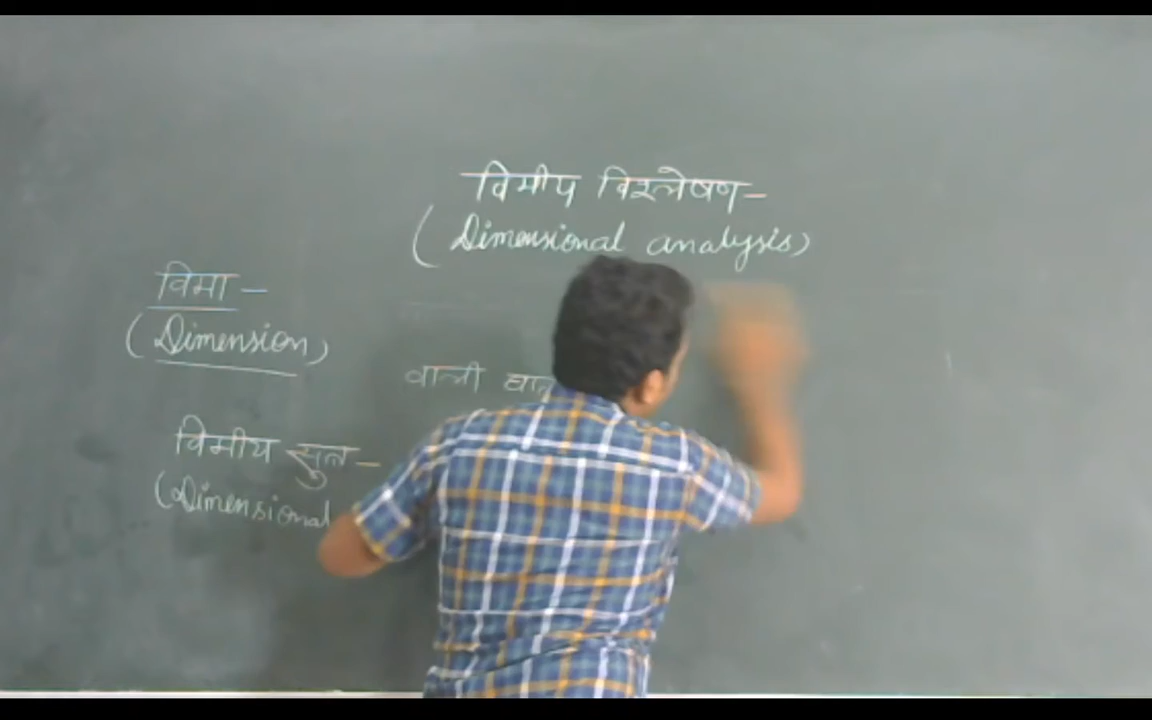 विमीय विश्लेषण-
(Dimensional analysis)
विमा -
(Dimension)
वाली
विमीय सुत्र -
(Dimensional